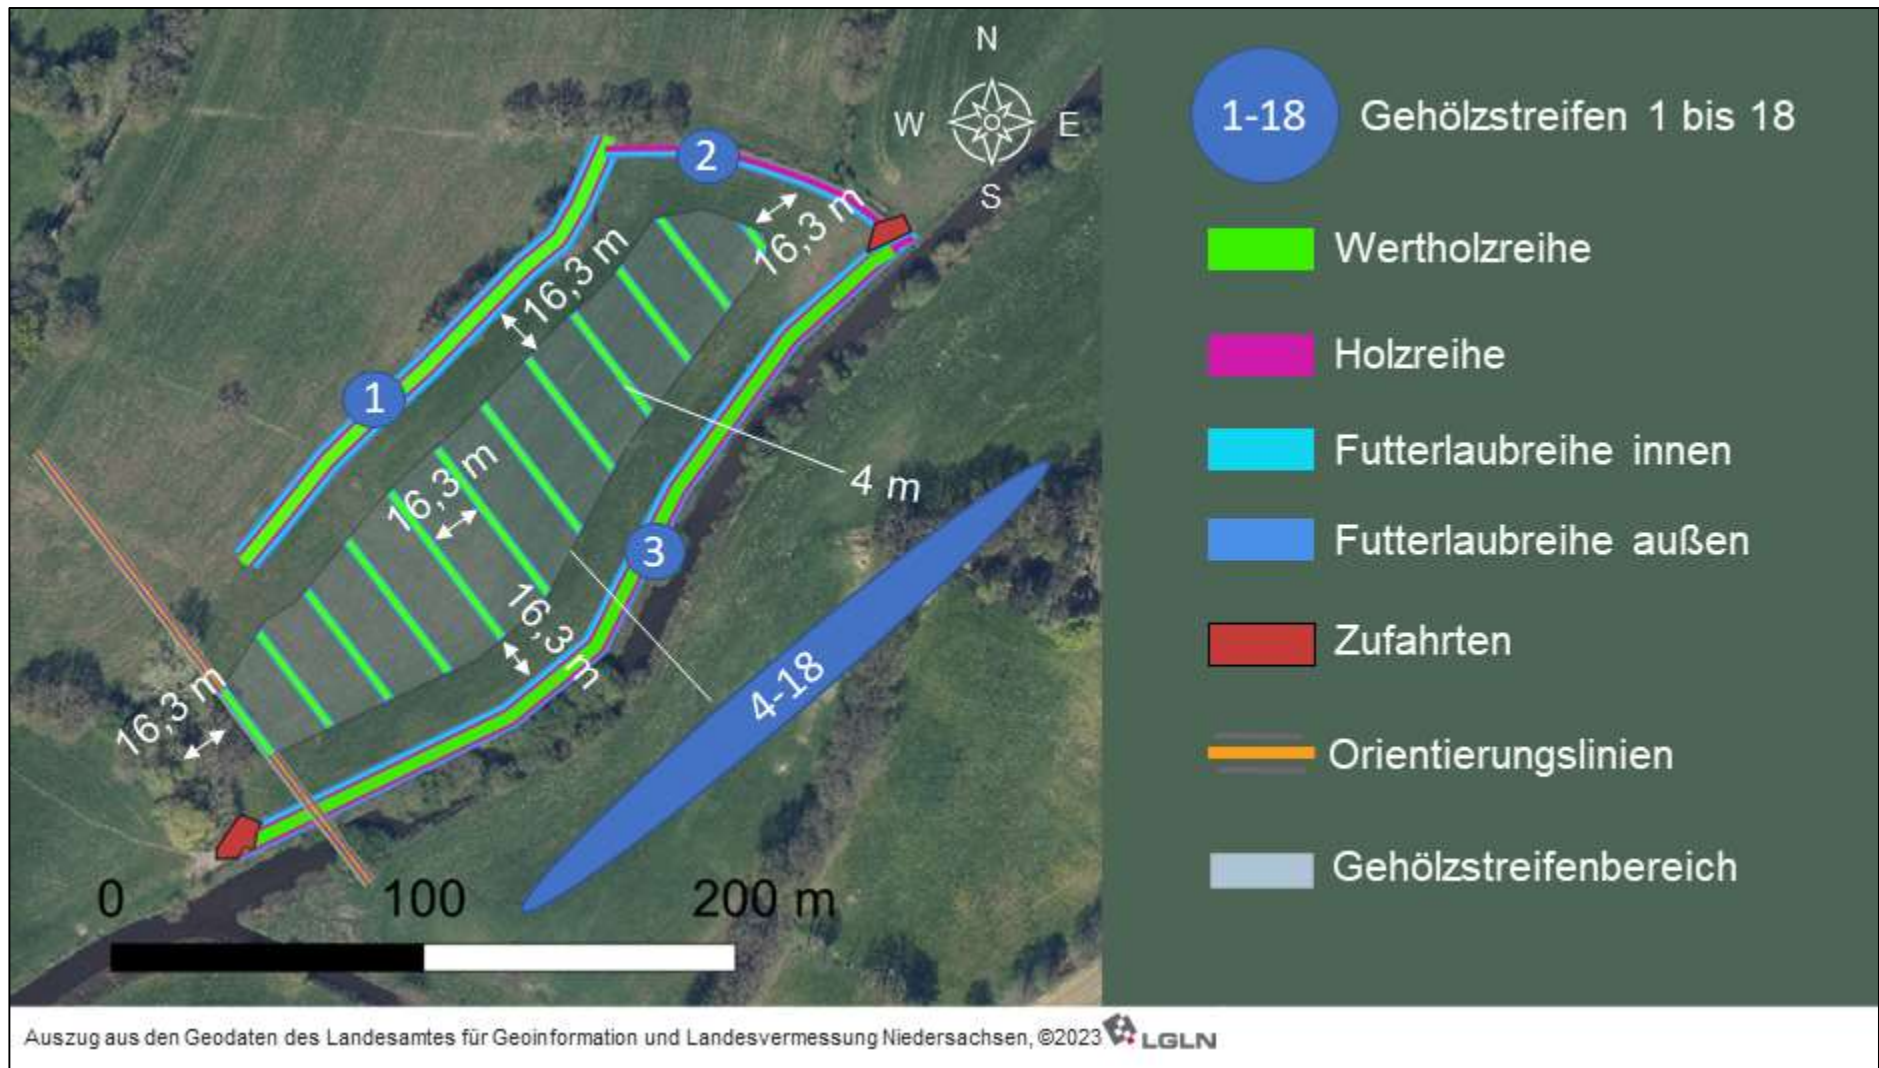 N
W
E
S
2
16,3 m
16,3 m
1
16,3 m
4 m
3
16,3 m
16,3 m
4-18
0
100
200 m
1-18
Gehölzstreifen 1 bis 18
Wertholzreihe
Holzreihe
Futterlaubreihe innen
Futterlaubreihe außen
Zufahrten
Orientierungslinien
Gehölzstreifenbereich
Auszug aus den Geodaten des Landesamtes für Geoinformation und Landesvermessung Niedersachsen, ©2023 LGLN